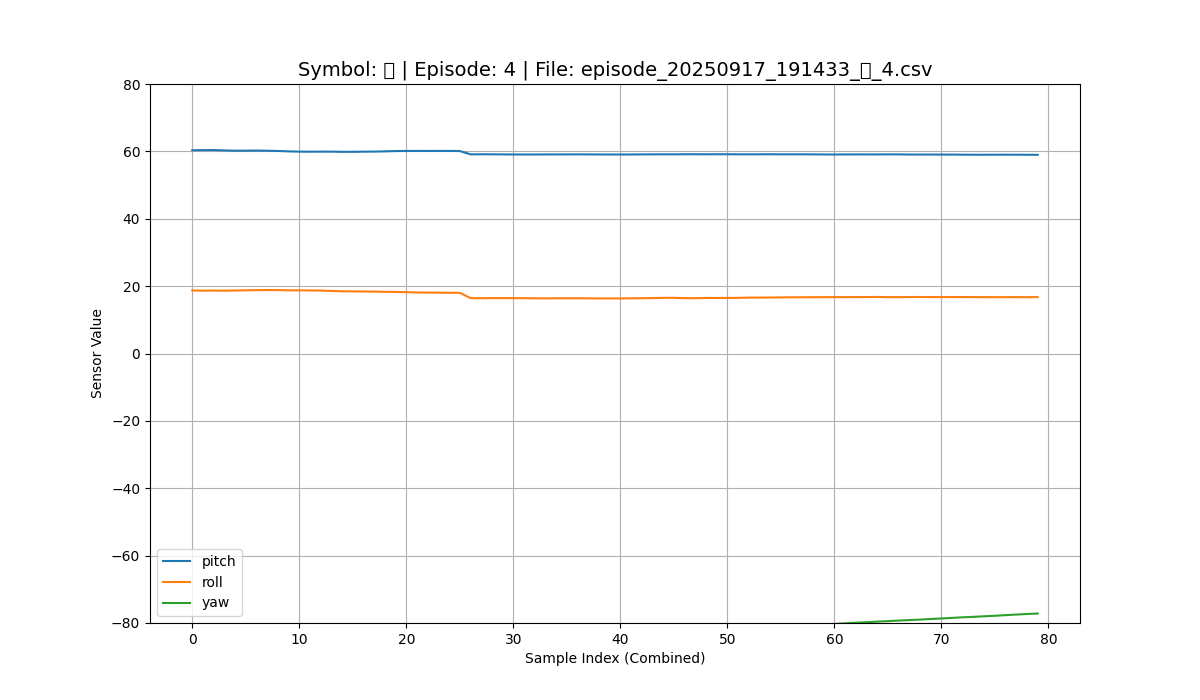 Symbol: | Episode: 4 | File: episode_20250917_191433_▯_4.csv
80
60
40
20
0
−20
−40
−60
−80
Sensor Value
pitch
roll
yaw
0 10 20 30 40 50 60 70 80
Sample Index (Combined)